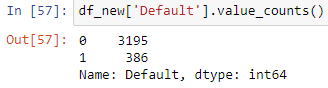 In [57]: df_new['Default'].value_counts()
Out[57]: 0    3195
1     386
Name: Default, dtype: int64